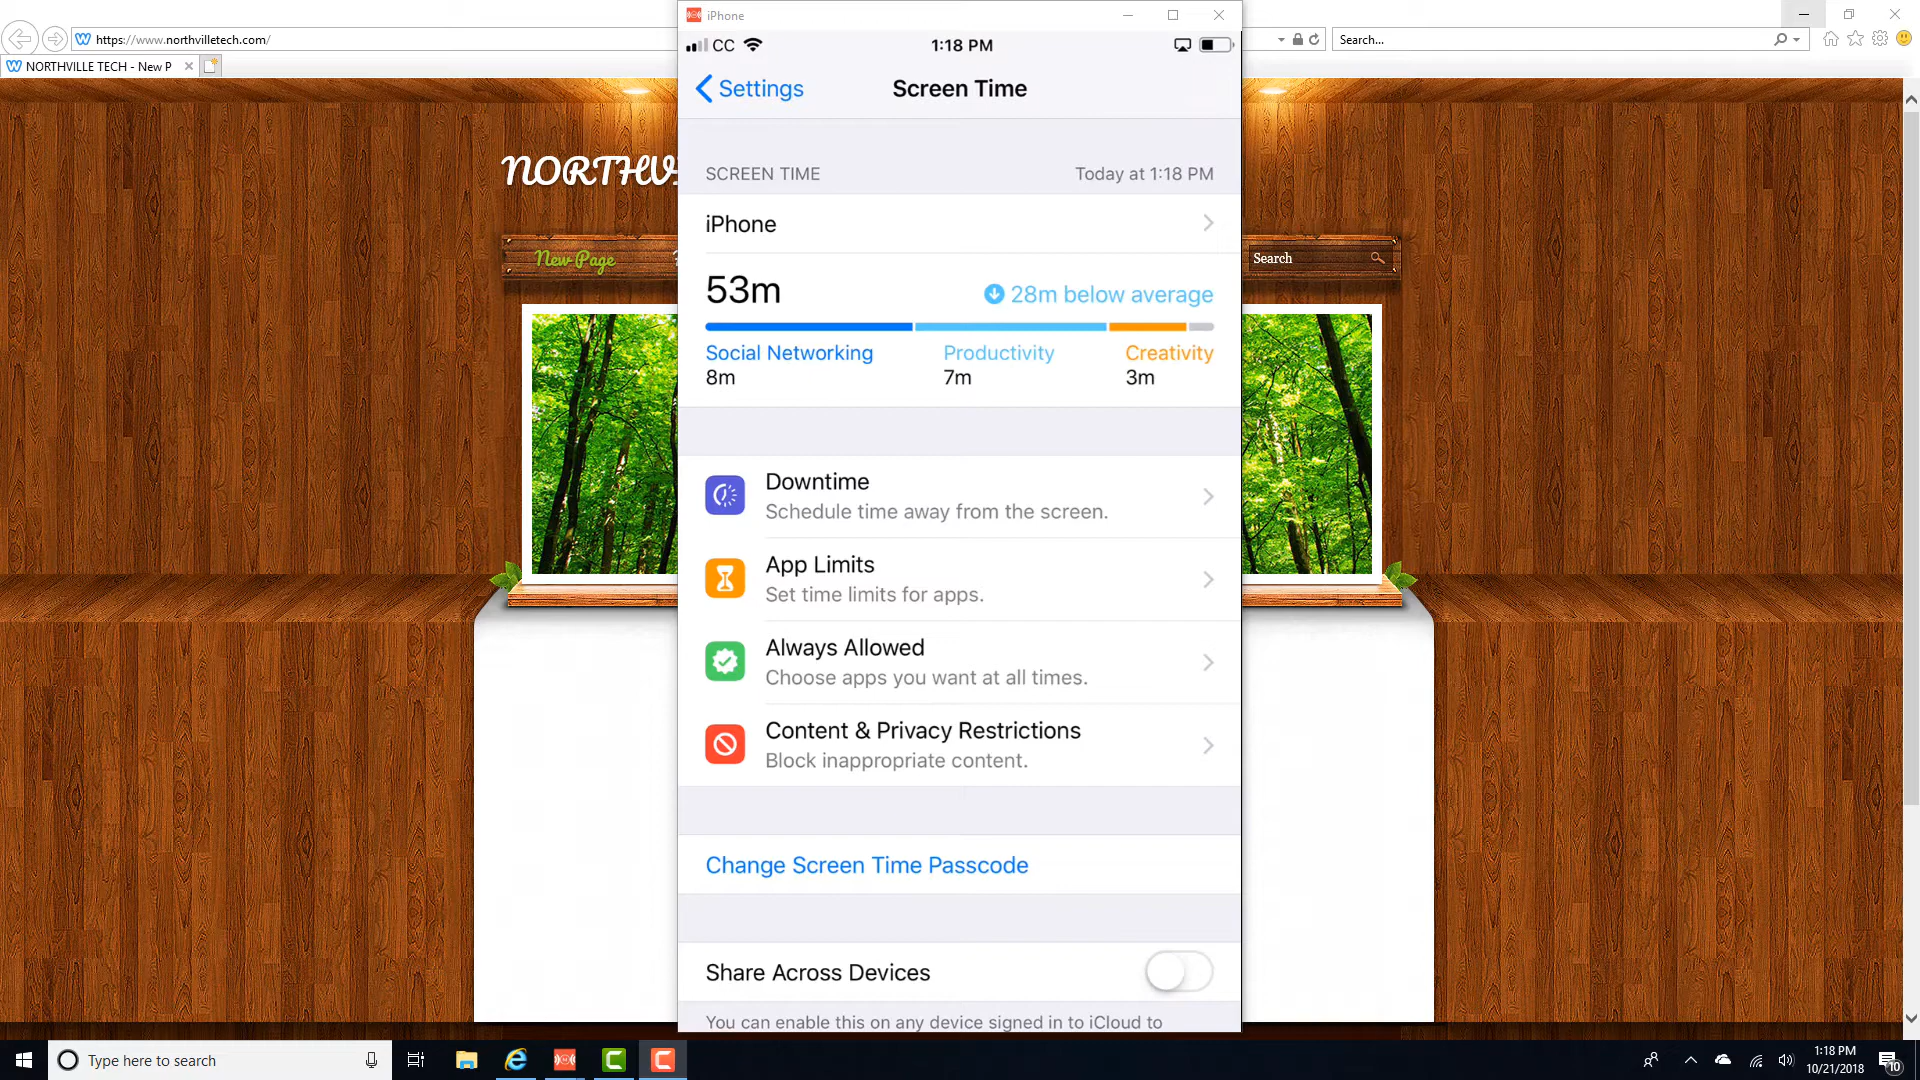 iPhone
https://www.northvilletech.com/
Search...
NORTHVILLE TECH - New P
CC
1:18 PM
Settings
Screen Time
NORTHV
SCREEN TIME
Today at 1:18 PM
iPhone
New Page
Search
53m
28m below average
Social Networking
Productivity
Creativity
8m
7m
3m
Downtime
Schedule time away from the screen.
App Limits
Set time limits for apps.
Always Allowed
Choose apps you want at all times.
Content & Privacy Restrictions
Block inappropriate content.
Change Screen Time Passcode
Share Across Devices
You can enable this on any device signed in to iCloud to
Type here to search
1:18 PM
10/21/2018
10